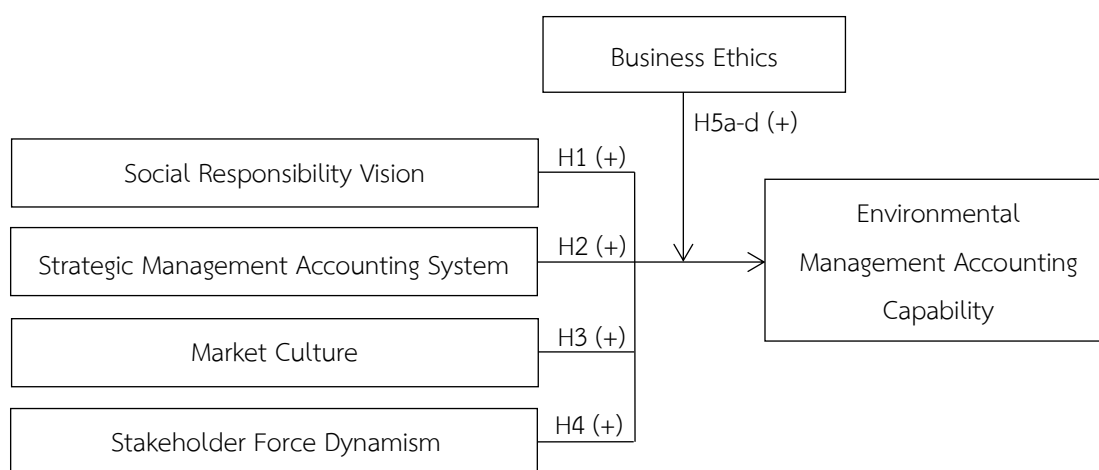 Business Ethics
H5a-d (+)
H1 (+)
Social Responsibility Vision
Environmental
Management Accounting
Capability
H2 (+)
Strategic Management Accounting System
H3 (+)
Market Culture
H4 (+)
Stakeholder Force Dynamism